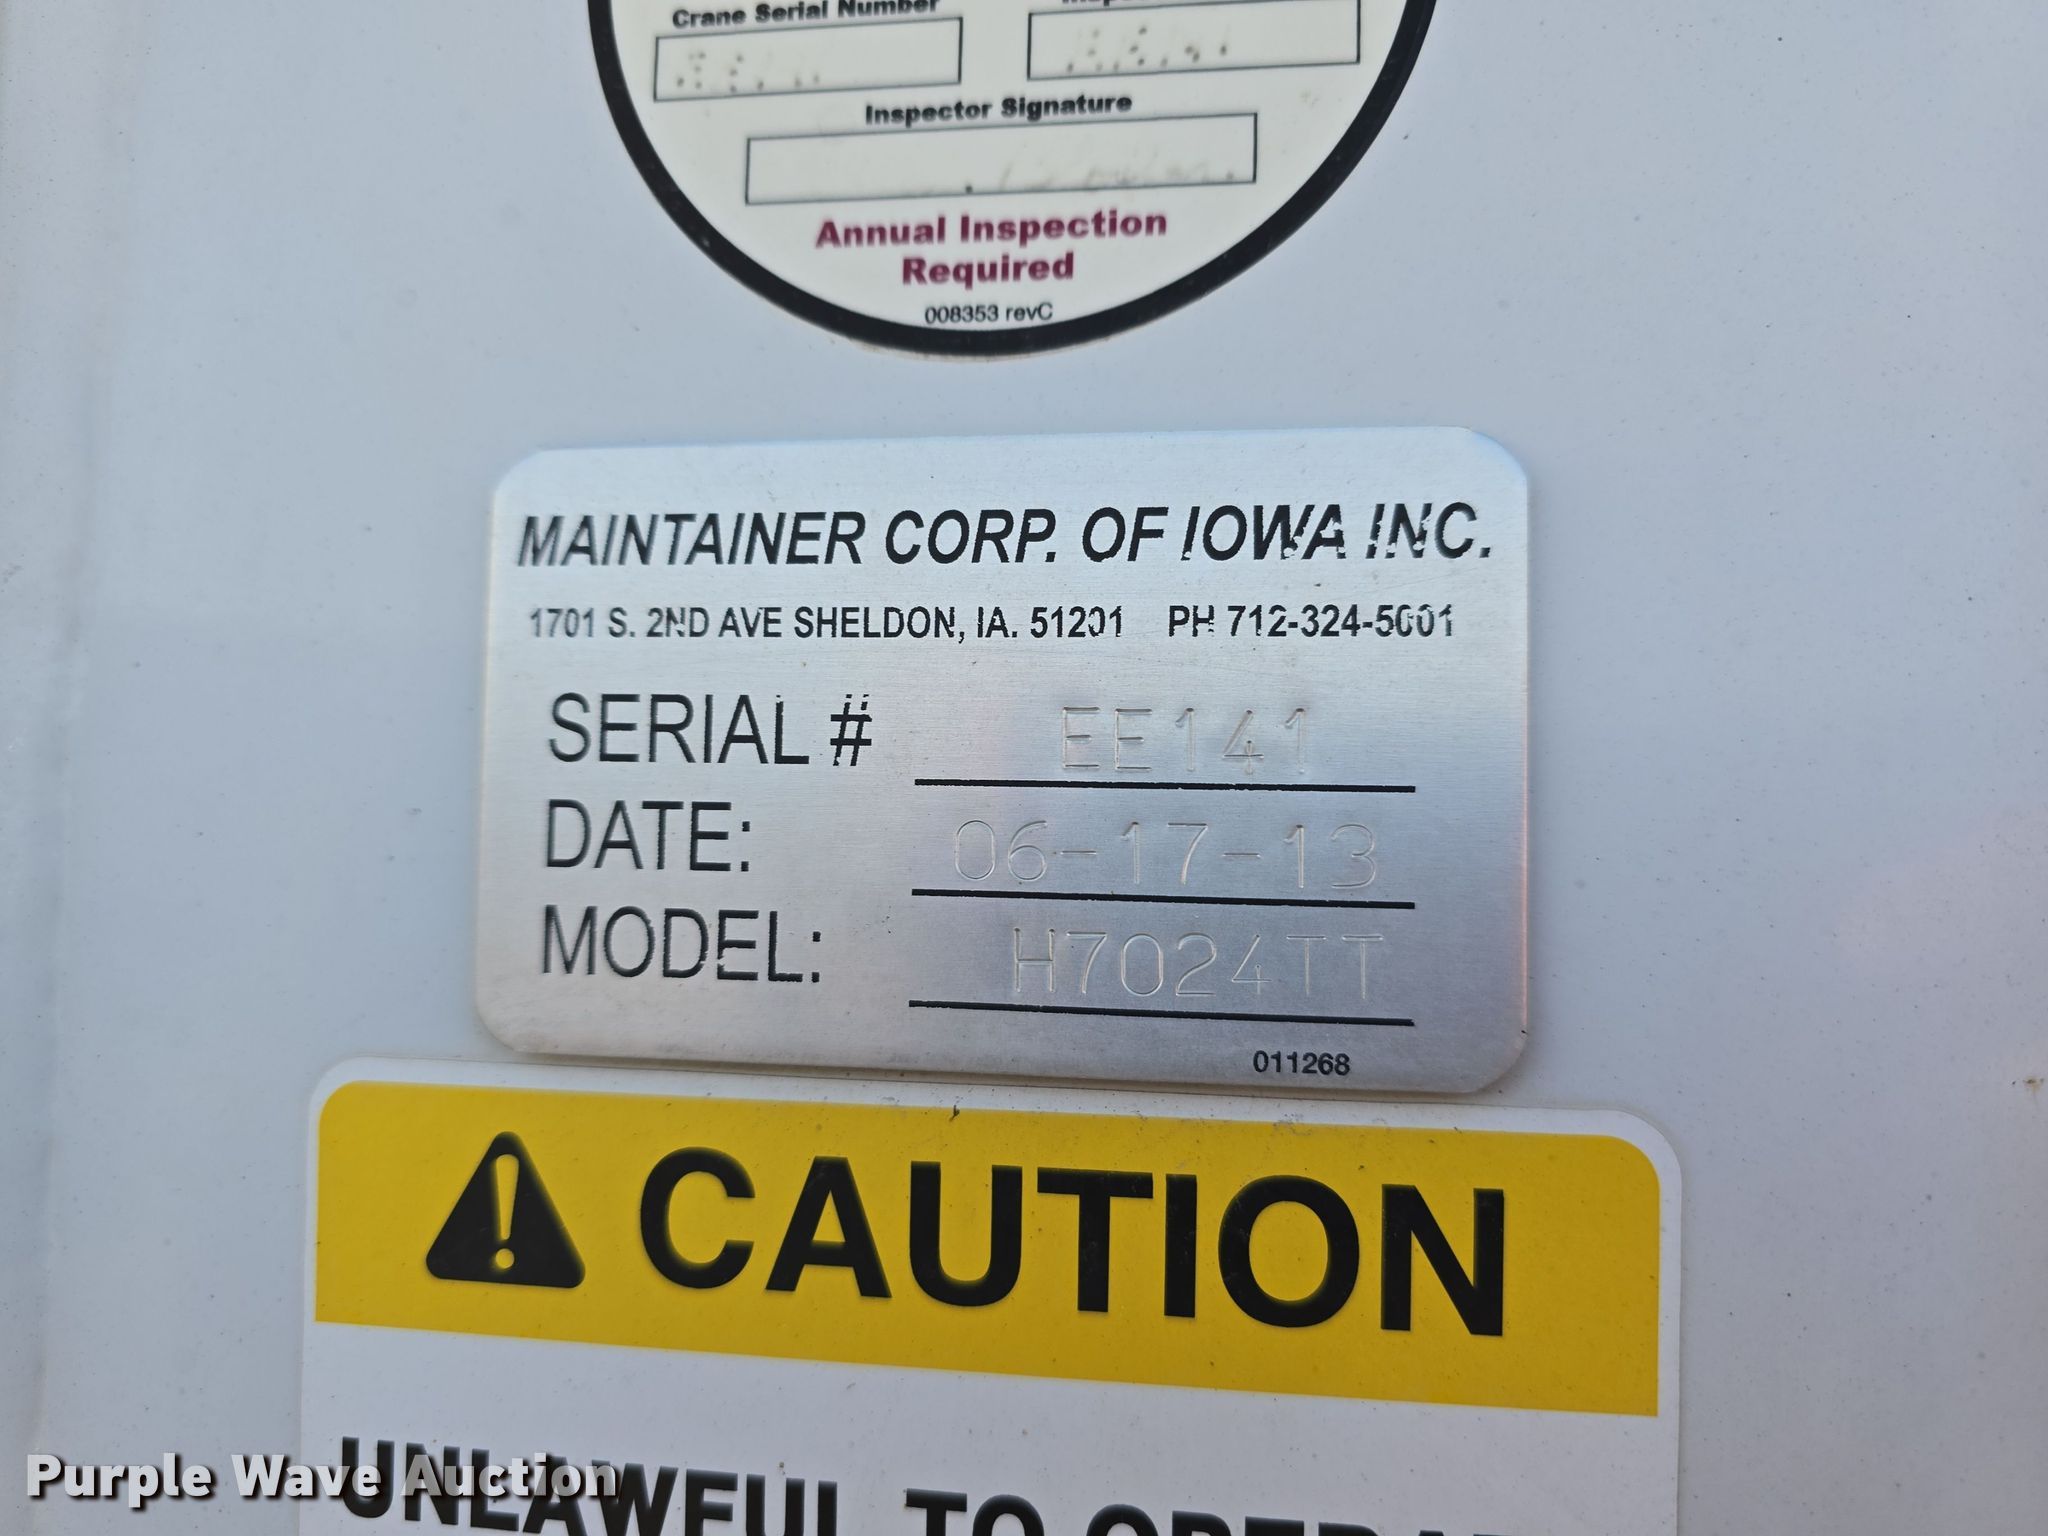 Crane Serial Number
Inspector Signature
Annual Inspection
Required
008353 revC
MAINTAINER CORP. OF IOWA INC.
1701 S. 2ND AVE SHELDON, IA. 51201 PH 712-324-5001
SERIAL # EE141
DATE: 06-17-13
MODEL: H7024TT
011268
CAUTION
UNLAWFUL TO
Purple Wave Auction